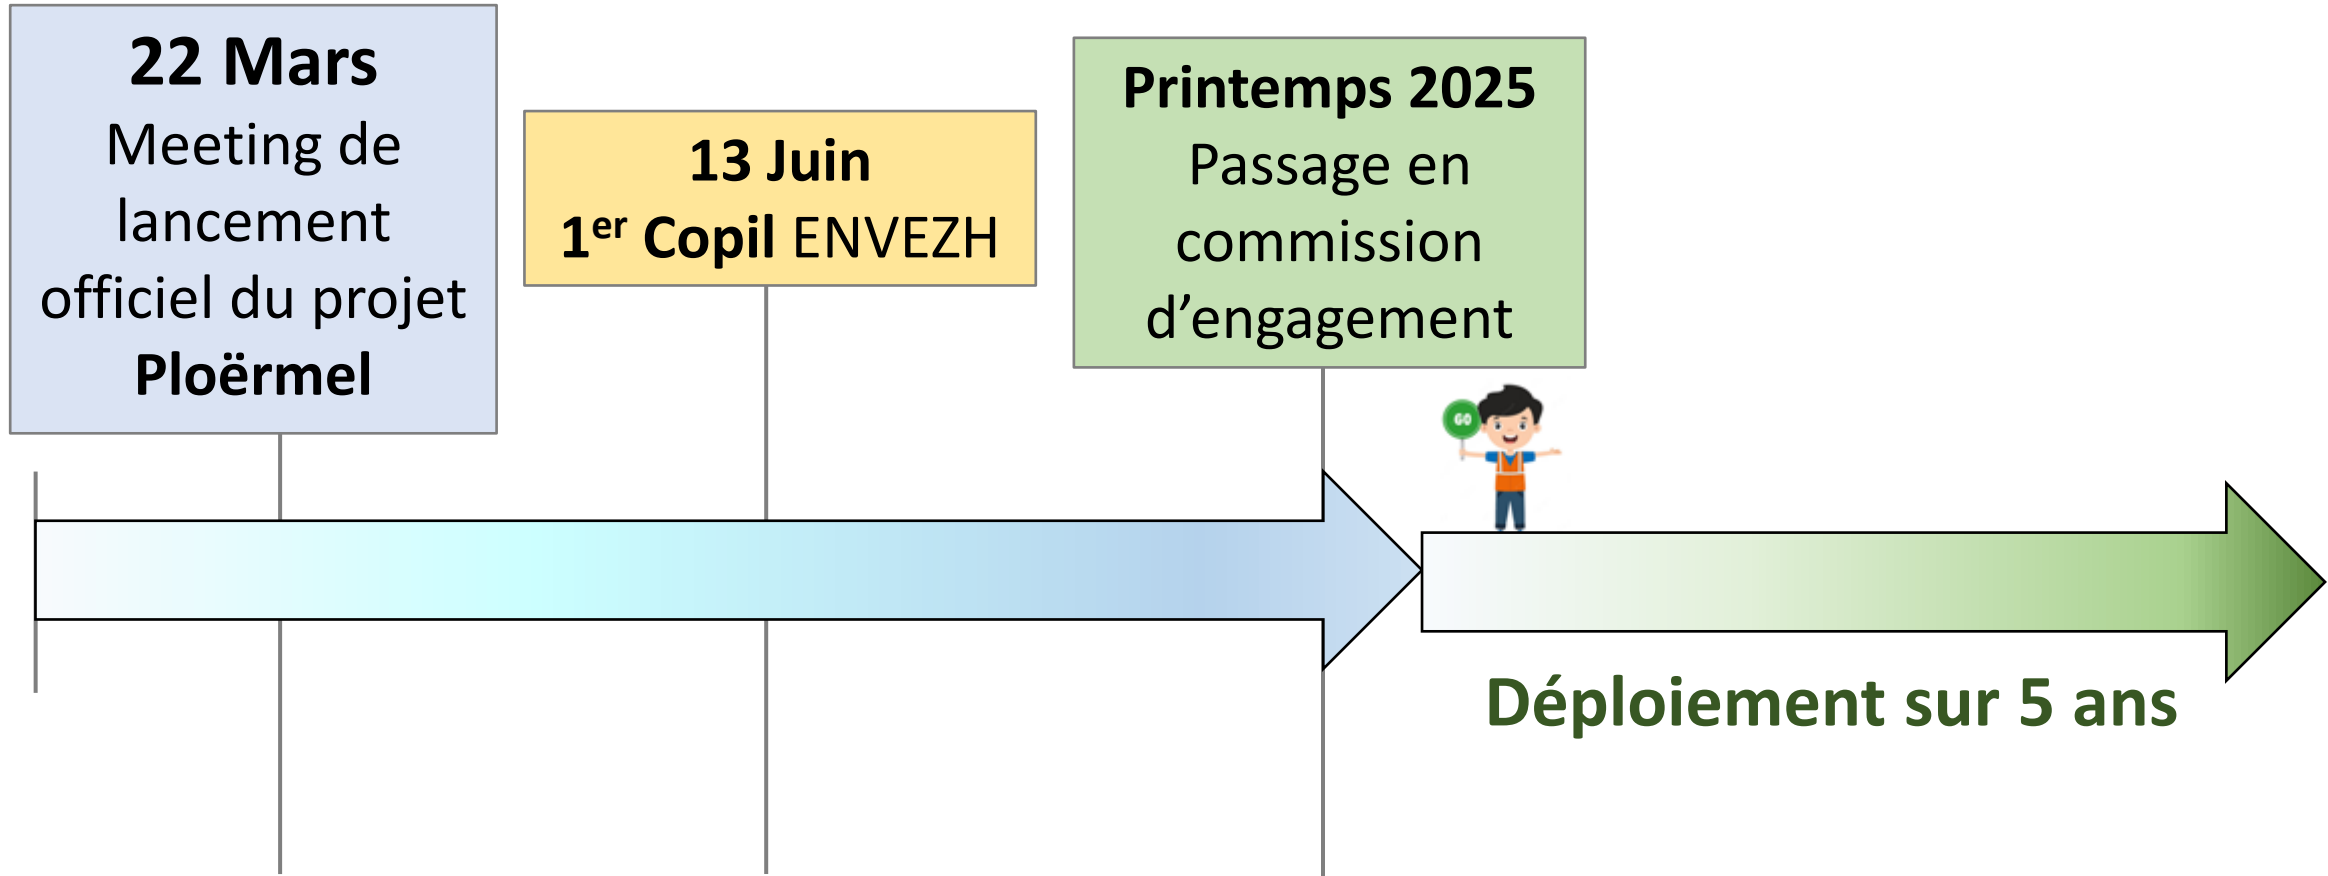 22 Mars
Meeting de
lancement
officiel du projet
Ploërmel
13 Juin
1er Copil ENVEZH
Printemps 2025
Passage en
commission
d’engagement
GO
Déploiement sur 5 ans